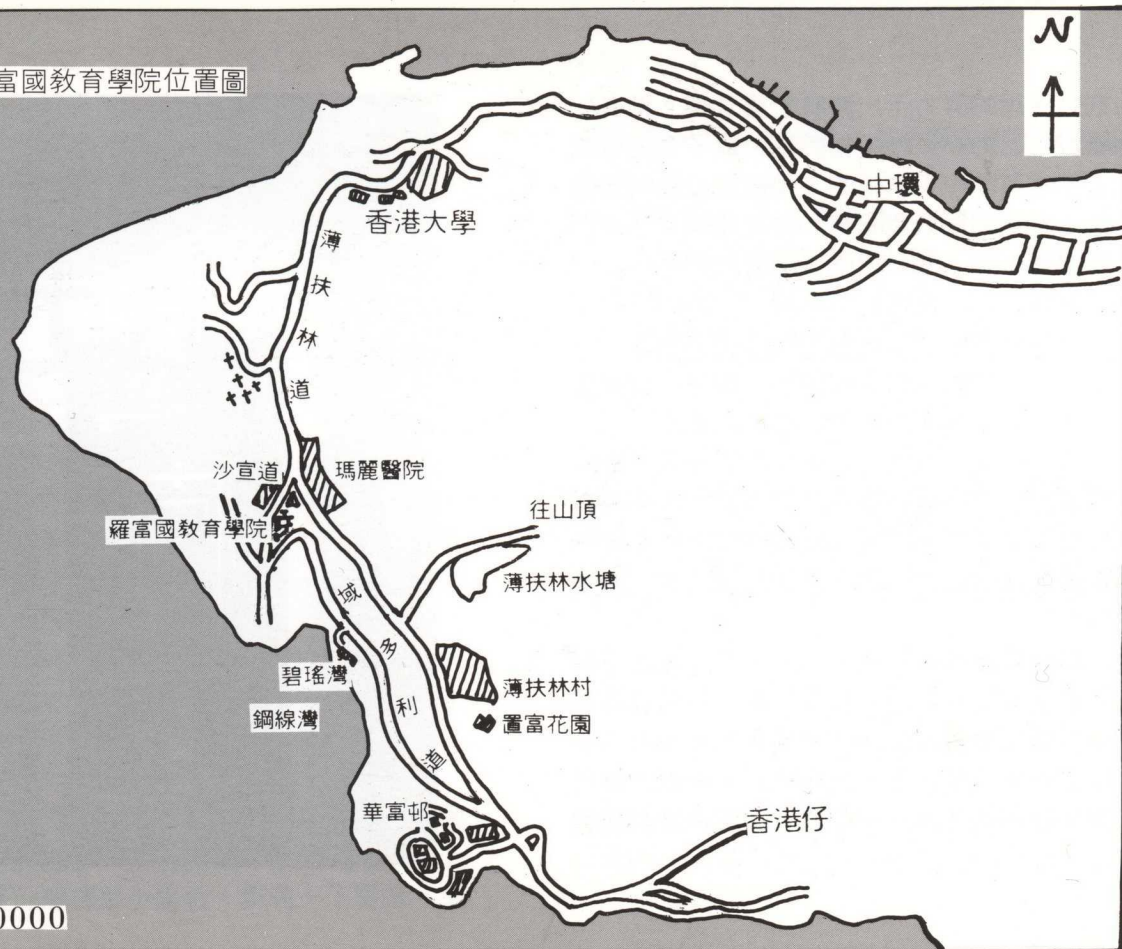 富國教育學院位置圖
N
中環
香港大學
薄扶林道
沙宣道
瑪麗醫院
羅富國教育學院
往山頂
薄扶林水塘
域多利道
碧瑤灣
薄扶林村
鋼線灣
置富花園
華富邨
香港仔
0000